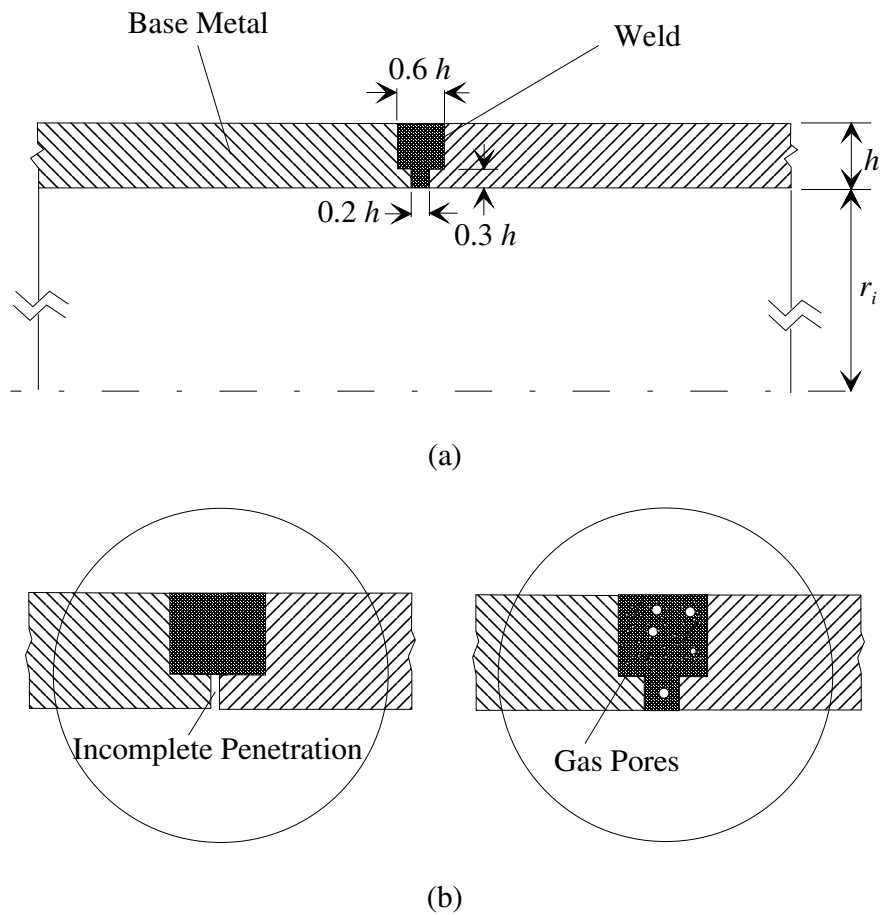 Base Metal
Weld
0.6 h
h
0.2 h
0.3 h
r_i
(a)
Incomplete Penetration
Gas Pores
(b)